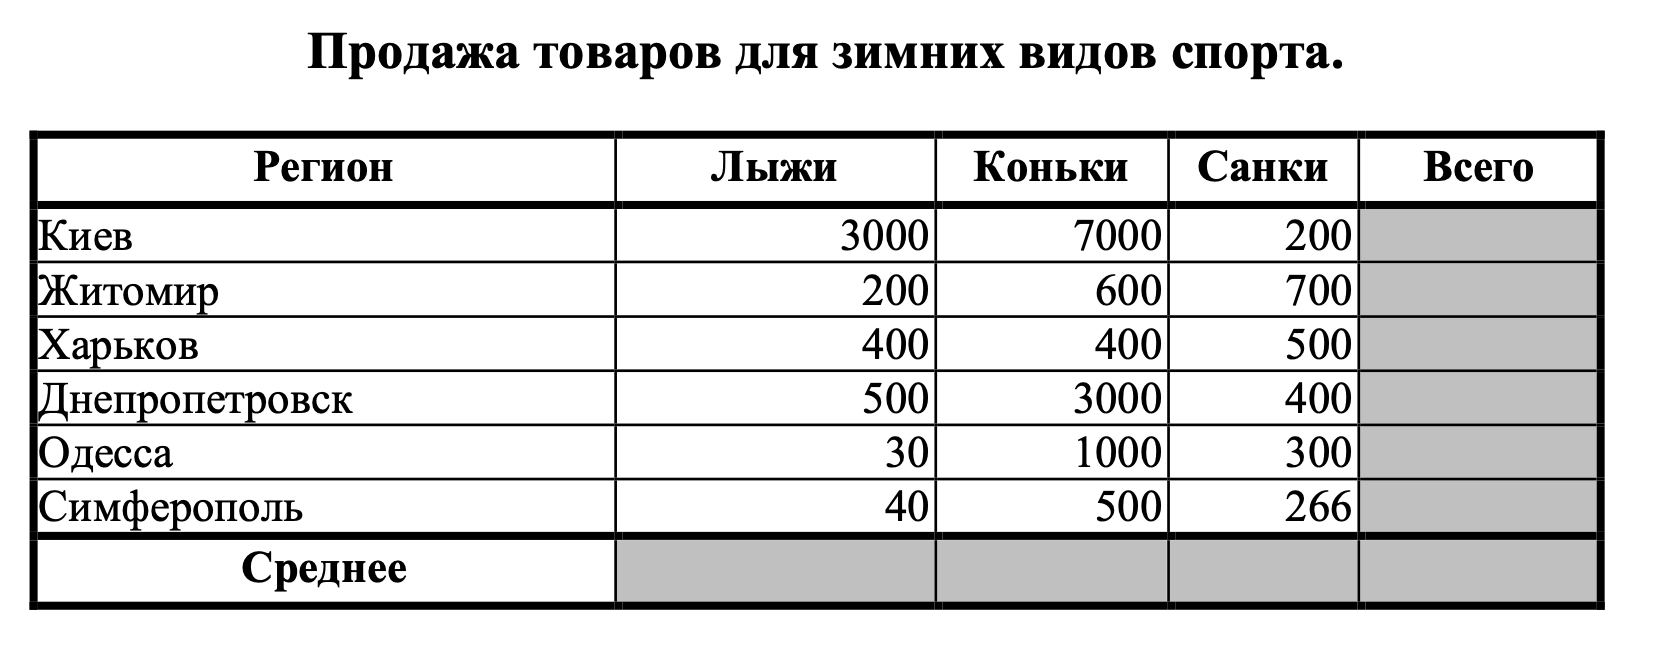 Продажа товаров для зимних видов спорта.
Регион Лыжи Коньки Санки Всего
Киев 3000 7000 200
Житомир 200 600 700
Харьков 400 400 500
Днепропетровск 500 3000 400
Одесса 30 1000 300
Симферополь 40 500 266
Среднее